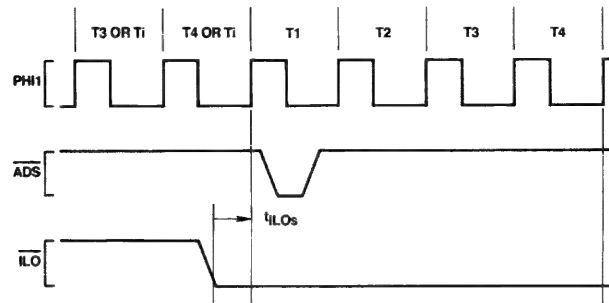 T3 OR Ti T4 OR Ti T1 T2 T3 T4
PHI1
ADS
tILOs
ILO